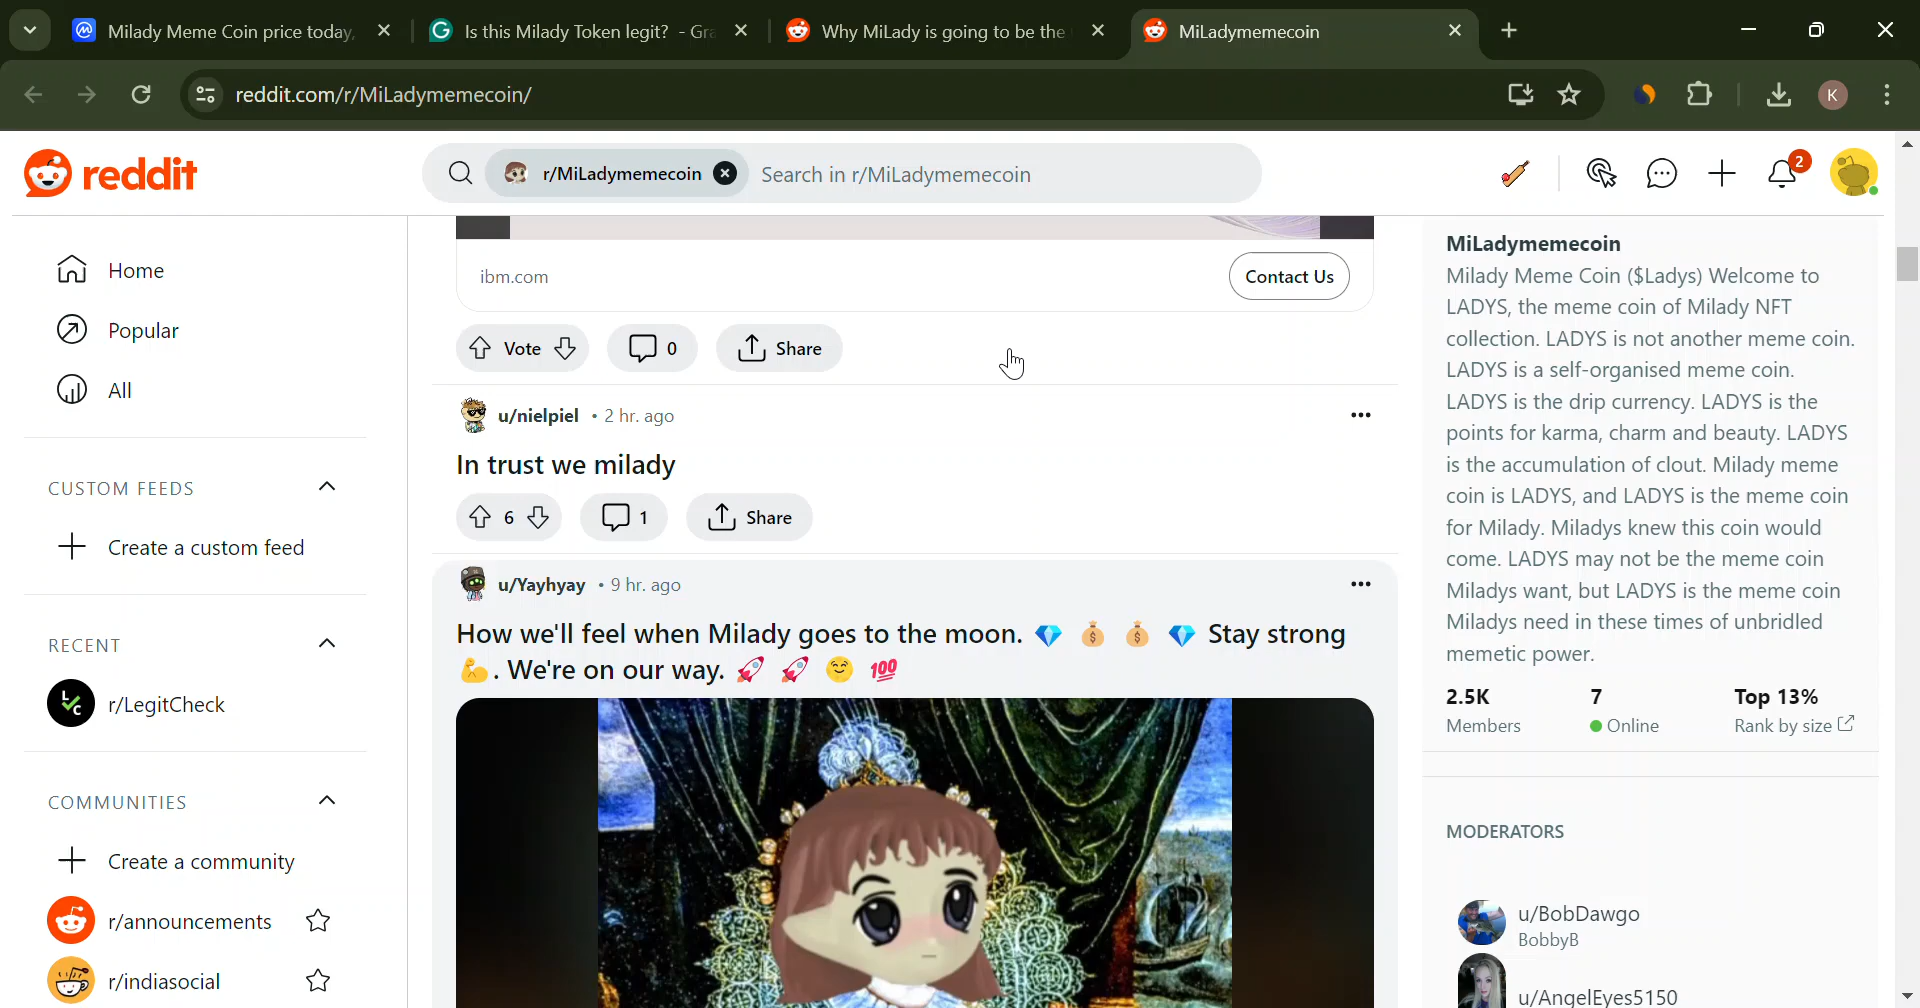 Milady Meme Coin price today,
Is this Milady Token legit? - Gra
Why MiLady is going to be the
MiLadymemecoin
reddit.com/r/MiLadymemecoin/
K
reddit
r/MiLadymemecoin
Search in r/MiLadymemecoin
2
Home
Popular
All
CUSTOM FEEDS
Create a custom feed
RECENT
r/LegitCheck
COMMUNITIES
Create a community
r/announcements
r/indiasocial
ibm.com
Contact Us
Vote
0
Share
u/nielpiel • 2 hr. ago
In trust we milady
6
1
Share
u/Yayhyay • 9 hr. ago
How we'll feel when Milady goes to the moon. 💎 💰 💰 💎 Stay strong
💪. We're on our way. 🚀 🚀 😊 💯
MiLadymemecoin
Milady Meme Coin ($Ladys) Welcome to
LADYS, the meme coin of Milady NFT
collection. LADYS is not another meme coin.
LADYS is a self-organised meme coin.
LADYS is the drip currency. LADYS is the
points for karma, charm and beauty. LADYS
is the accumulation of clout. Milady meme
coin is LADYS, and LADYS is the meme coin
for Milady. Miladys knew this coin would
come. LADYS may not be the meme coin
Miladys want, but LADYS is the meme coin
Miladys need in these times of unbridled
memetic power.
2.5K
Members
7
Online
Top 13%
Rank by size
MODERATORS
u/BobDawgo
BobbyB
u/AngelEyes5150